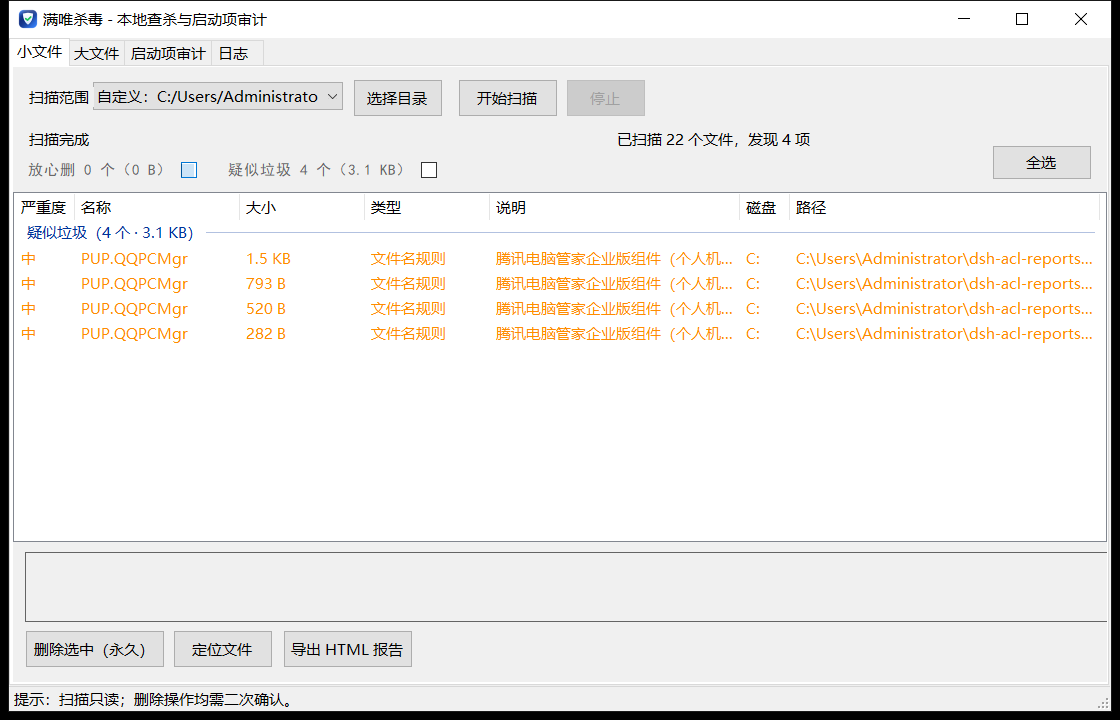 满唯杀毒 - 本地查杀与启动项审计
小文件 大文件 启动项审计 日志
扫描范围 自定义：C:/Users/Administrato 选择目录 开始扫描 停止
扫描完成 已扫描 22 个文件，发现 4 项
放心删 0 个（0 B） 疑似垃圾 4 个（3.1 KB） 全选
严重度 名称 大小 类型 说明 磁盘 路径
疑似垃圾（4 个 · 3.1 KB）
中 PUP.QQPCMgr 1.5 KB 文件名规则 腾讯电脑管家企业版组件（个人机... C: C:\Users\Administrator\dsh-acl-reports...
中 PUP.QQPCMgr 793 B 文件名规则 腾讯电脑管家企业版组件（个人机... C: C:\Users\Administrator\dsh-acl-reports...
中 PUP.QQPCMgr 520 B 文件名规则 腾讯电脑管家企业版组件（个人机... C: C:\Users\Administrator\dsh-acl-reports...
中 PUP.QQPCMgr 282 B 文件名规则 腾讯电脑管家企业版组件（个人机... C: C:\Users\Administrator\dsh-acl-reports...
删除选中（永久） 定位文件 导出 HTML 报告
提示：扫描只读；删除操作均需二次确认。